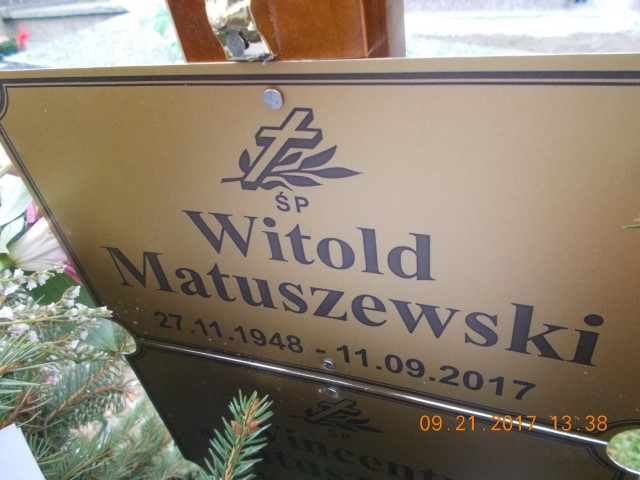 ŚP
Witold
Matuszewski
27.11.1948 - 11.09.2017
ŚP
09.21.2017 13:38